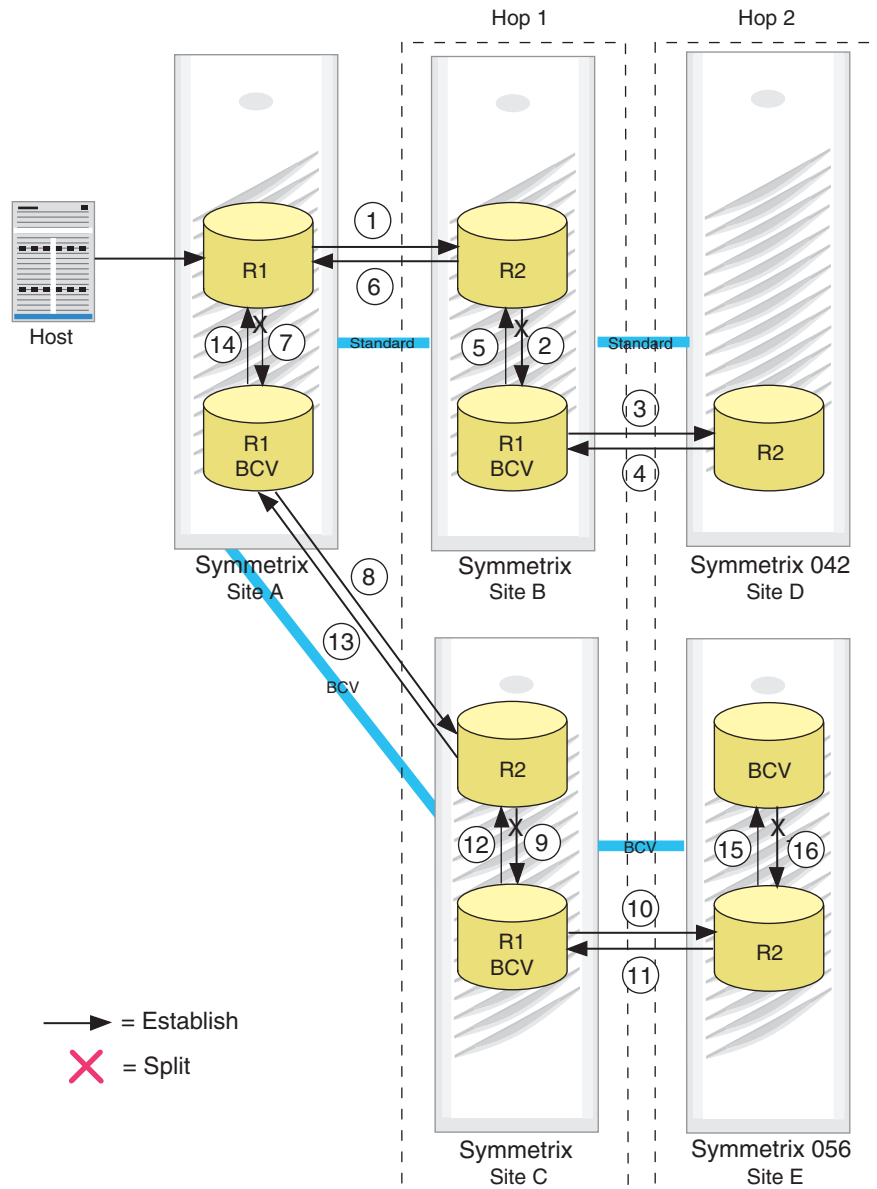 Hop 1
Hop 2
1
R1
R2
6
Host
14
7
Standard
5
2
Standard
3
R1
BCV
R1
BCV
4
R2
Symmetrix
Site A
Symmetrix
Site B
Symmetrix 042
Site D
8
13
BCV
R2
BCV
12
9
BCV
15
16
10
R1
BCV
R2
11
= Establish
= Split
Symmetrix
Site C
Symmetrix 056
Site E